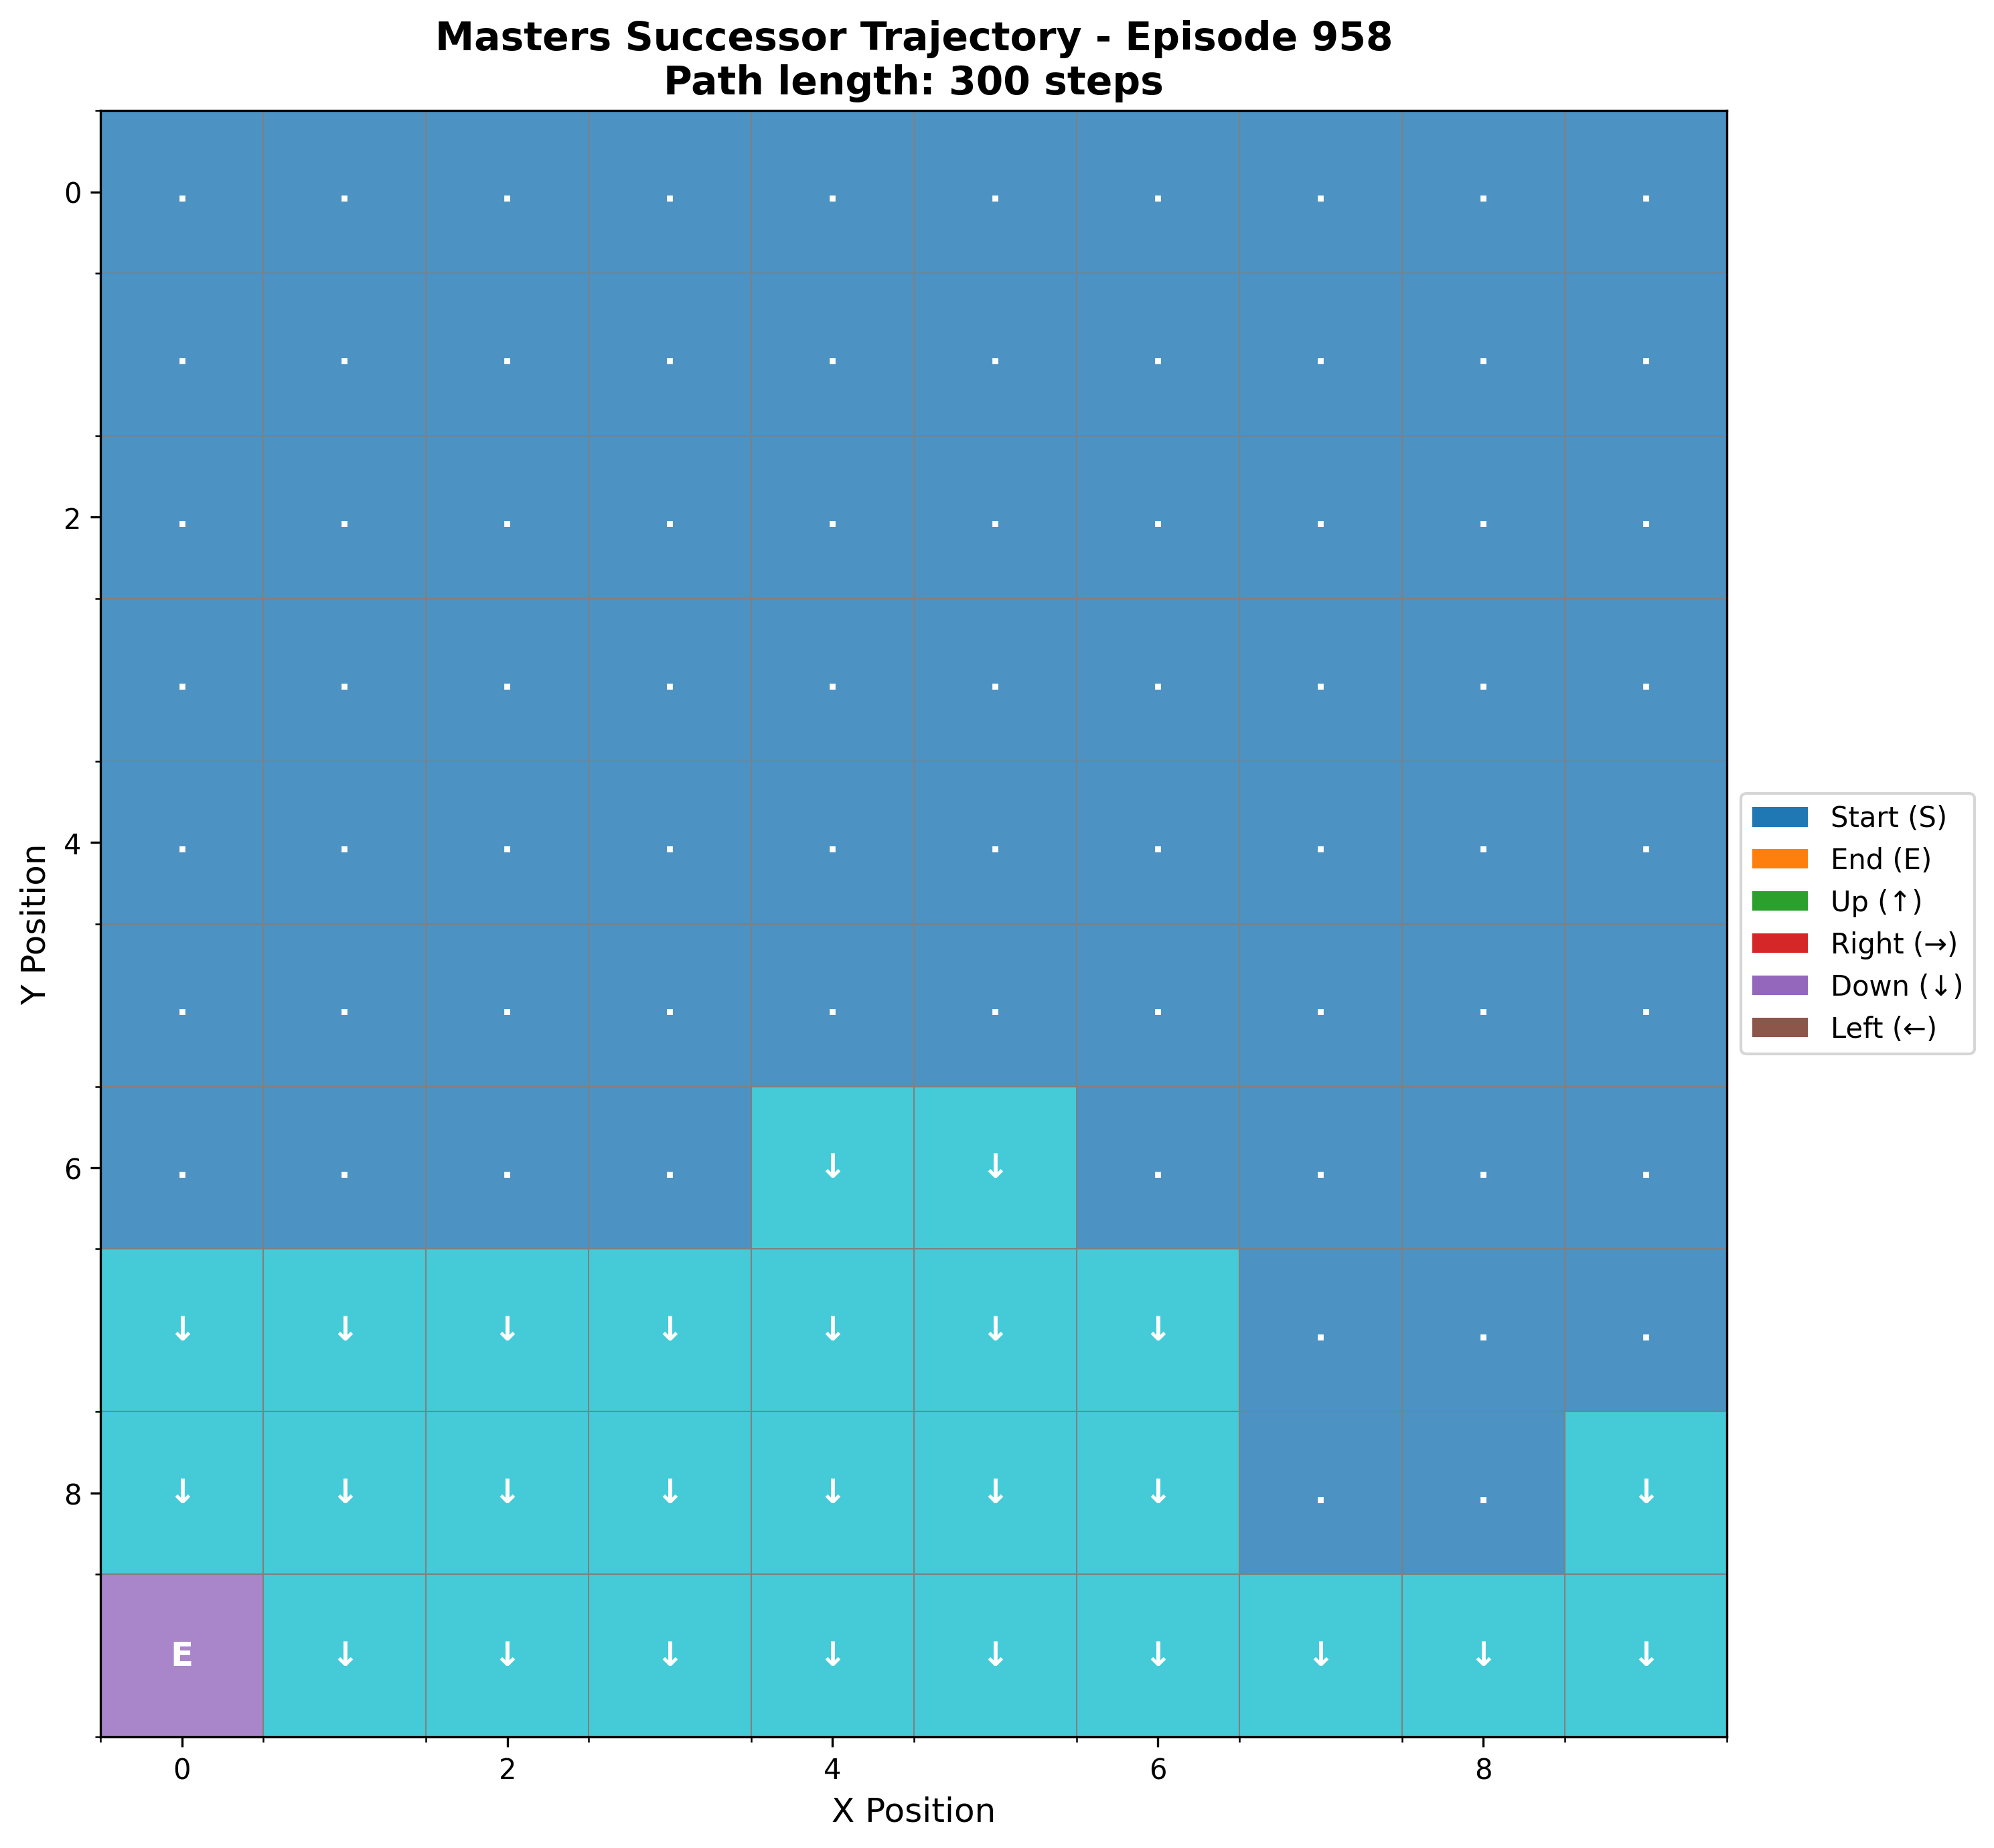 Masters Successor Trajectory - Episode 958
Path length: 300 steps
Y Position
0
. . . . . . . . . .
. . . . . . . . . .
2
. . . . . . . . . .
. . . . . . . . . .
4
. . . . . . . . . .
. . . . . . . . . .
6
. . . . ↓ ↓ . . . .
↓ ↓ ↓ ↓ ↓ ↓ ↓ . . .
8
↓ ↓ ↓ ↓ ↓ ↓ ↓ . . ↓
E ↓ ↓ ↓ ↓ ↓ ↓ ↓ ↓ ↓
0 2 4 6 8
X Position
Start (S)
End (E)
Up (↑)
Right (→)
Down (↓)
Left (←)